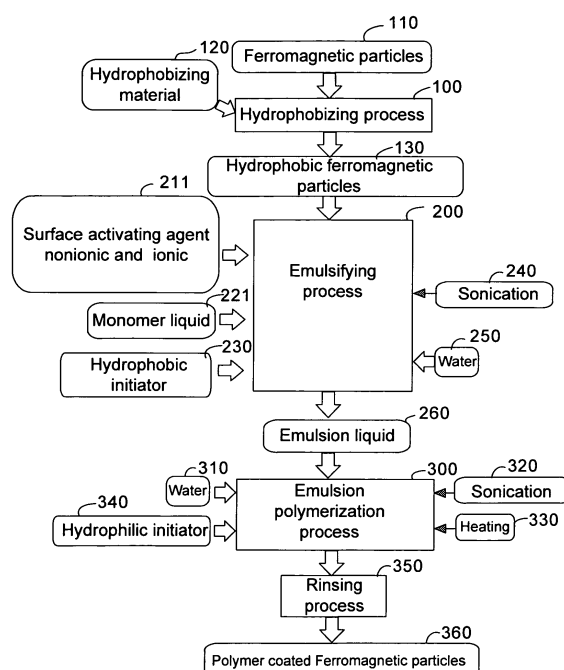 110
120
Ferromagnetic particles
Hydrophobizing
material
100
Hydrophobizing process
130
Hydrophobic ferromagnetic
particles
211
200
Surface activating agent
nonionic and ionic
Emulsifying
process
240
Sonication
221
Monomer liquid
230
Hydrophobic
initiator
250
Water
260
Emulsion liquid
310
Water
300
Emulsion
polymerization
process
320
Sonication
340
Hydrophilic initiator
Heating
330
350
Rinsing
process
360
Polymer coated Ferromagnetic particles